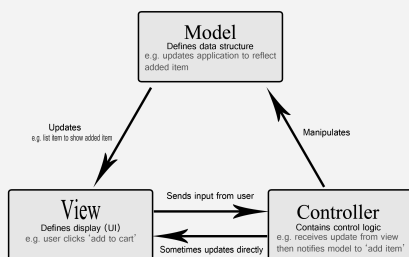 Model
Defines data structure
e.g. updates application to reflect
added item
Updates
e.g. list item to show added item
Manipulates
View
Defines display (UI)
e.g. user clicks 'add to cart'
Sends input from user
Sometimes updates directly
Controller
Contains control logic
e.g. receives update from view
then notifies model to 'add item'